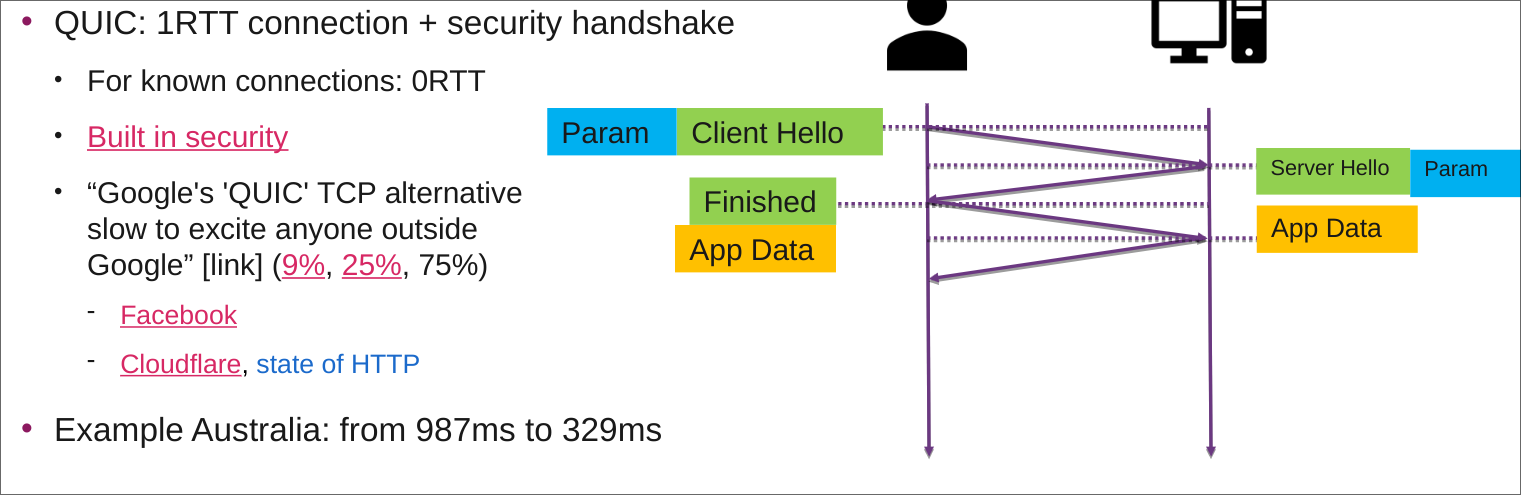 • QUIC: 1RTT connection + security handshake
• For known connections: 0RTT
• Built in security
• “Google's 'QUIC' TCP alternative
slow to excite anyone outside
Google” [link] (9%, 25%, 75%)
- Facebook
- Cloudflare, state of HTTP
• Example Australia: from 987ms to 329ms
Param Client Hello
Server Hello Param
Finished
App Data
App Data